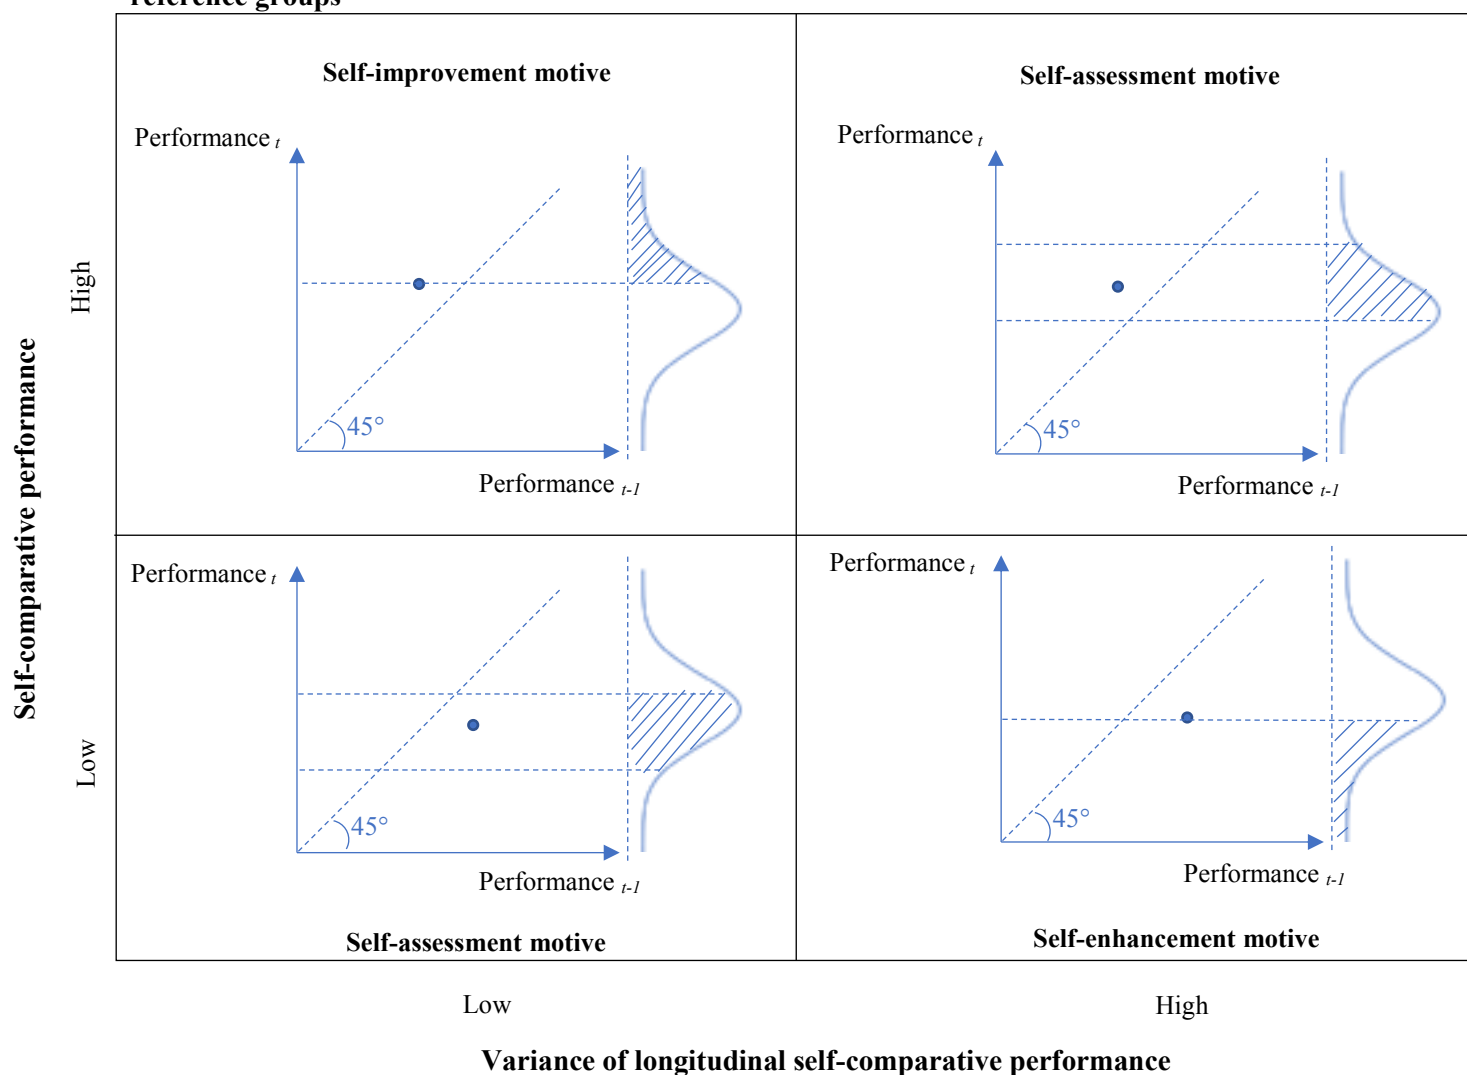 reference groups
Self-improvement motive
Self-assessment motive
Performance t
Performance t
High
45°
45°
Performance t-1
Performance t-1
Self-comparative performance
Performance t
Performance t
Low
45°
45°
Performance t-1
Performance t-1
Self-assessment motive
Self-enhancement motive
Low
High
Variance of longitudinal self-comparative performance